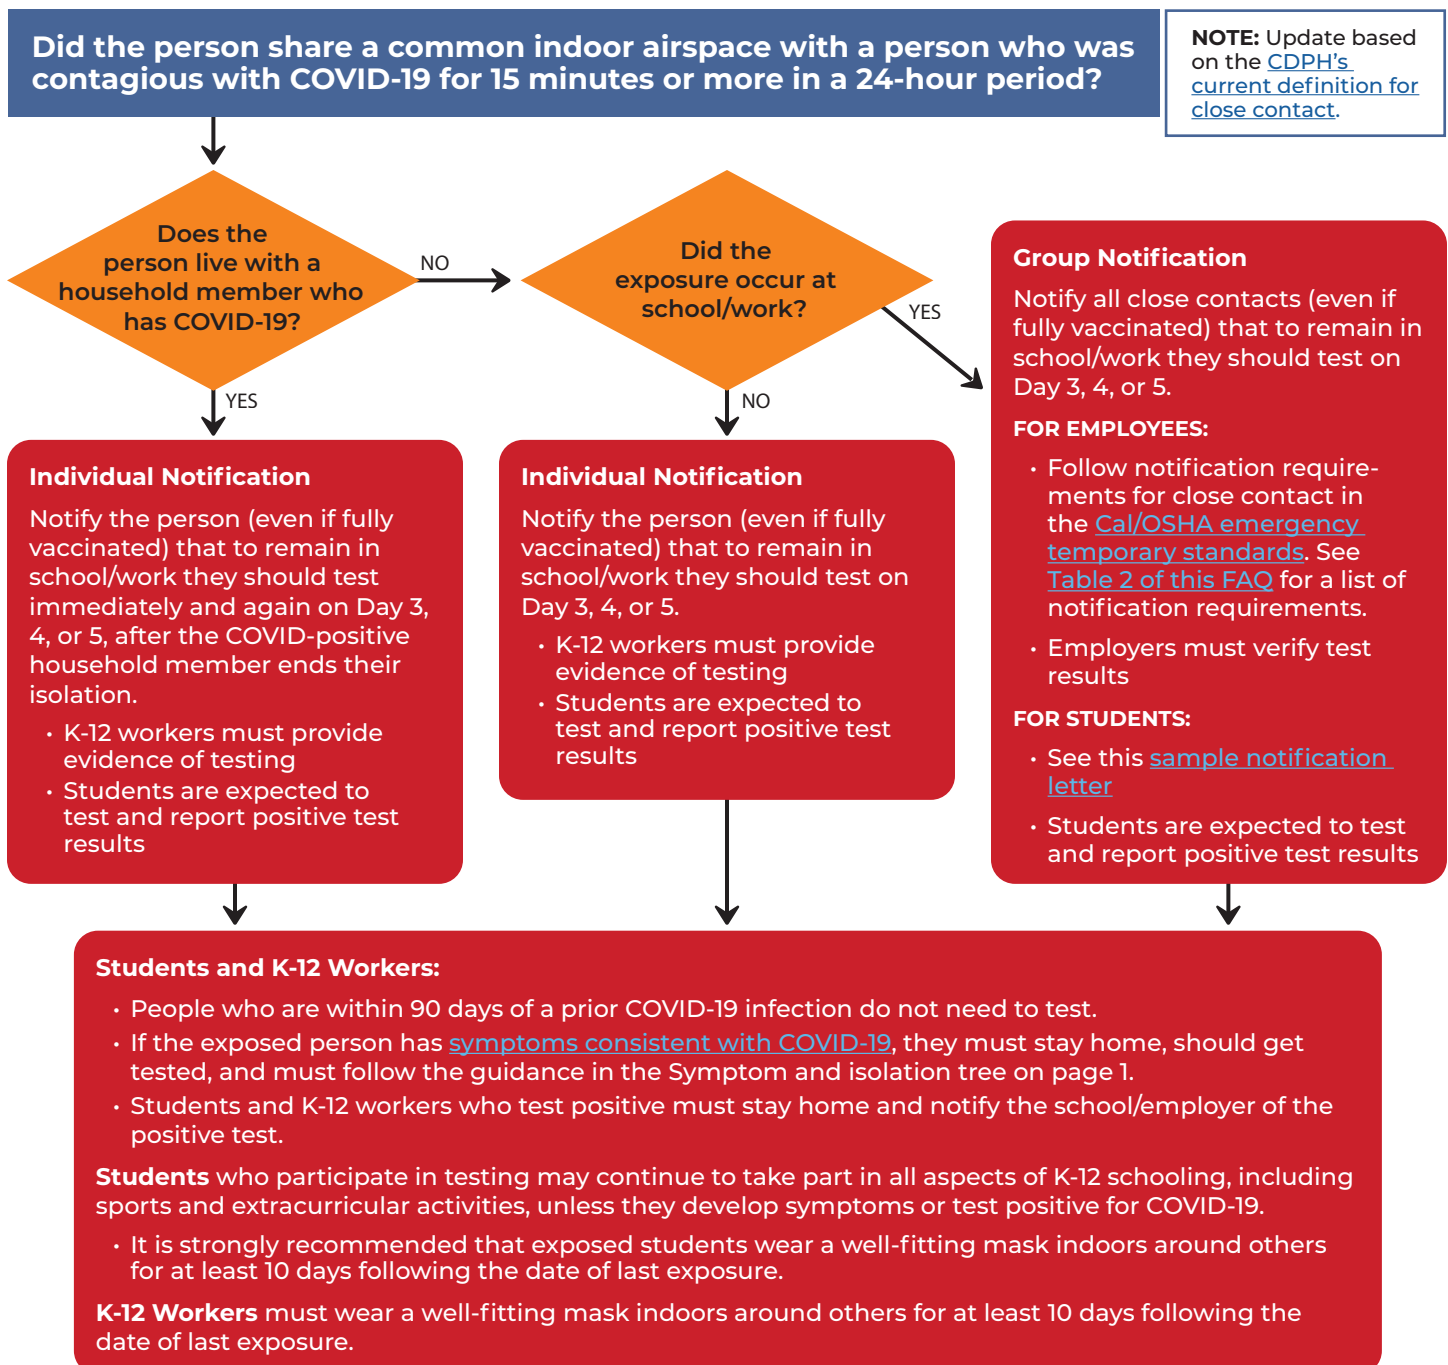 Did the person share a common indoor airspace with a person who was
contagious with COVID-19 for 15 minutes or more in a 24-hour period?
NOTE: Update based
on the CDPH's
current definition for
close contact.
Does the
person live with a
household member who
has COVID-19?
NO
YES
Did the
exposure occur at
school/work?
YES
NO
Individual Notification
Notify the person (even if fully
vaccinated) that to remain in
school/work they should test
immediately and again on Day 3,
4, or 5, after the COVID-positive
household member ends their
isolation.
• K-12 workers must provide
evidence of testing
• Students are expected to
test and report positive test
results
Individual Notification
Notify the person (even if fully
vaccinated) that to remain in
school/work they should test on
Day 3, 4, or 5.
• K-12 workers must provide
evidence of testing
• Students are expected to
test and report positive test
results
Group Notification
Notify all close contacts (even if
fully vaccinated) that to remain in
school/work they should test on
Day 3, 4, or 5.
FOR EMPLOYEES:
• Follow notification require-
ments for close contact in
the Cal/OSHA emergency
temporary standards. See
Table 2 of this FAQ for a list of
notification requirements.
• Employers must verify test
results
FOR STUDENTS:
• See this sample notification
letter
• Students are expected to test
and report positive test results
Students and K-12 Workers:
• People who are within 90 days of a prior COVID-19 infection do not need to test.
• If the exposed person has symptoms consistent with COVID-19, they must stay home, should get
tested, and must follow the guidance in the Symptom and isolation tree on page 1.
• Students and K-12 workers who test positive must stay home and notify the school/employer of the
positive test.
Students who participate in testing may continue to take part in all aspects of K-12 schooling, including
sports and extracurricular activities, unless they develop symptoms or test positive for COVID-19.
• It is strongly recommended that exposed students wear a well-fitting mask indoors around others
for at least 10 days following the date of last exposure.
K-12 Workers must wear a well-fitting mask indoors around others for at least 10 days following the
date of last exposure.